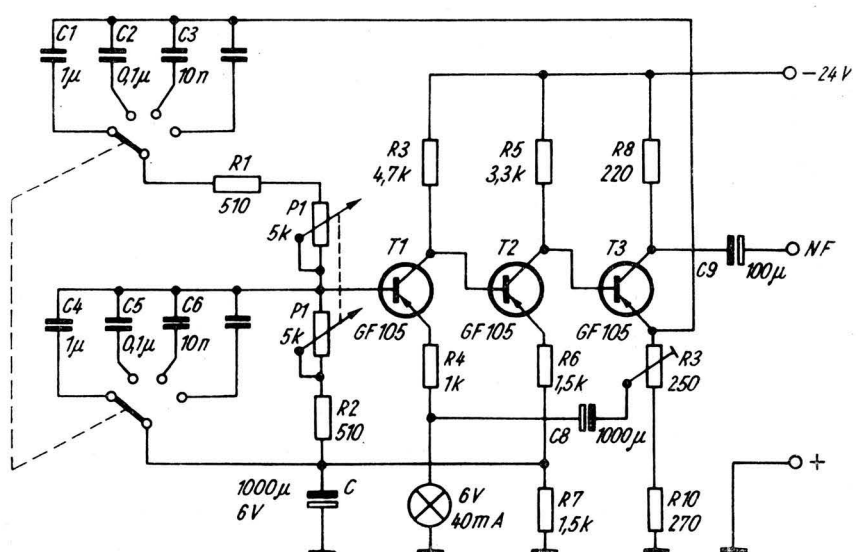 C1
1µ
C2
0,1µ
C3
10n
R1
510
P1
5k
R3
4,7k
R5
3,3k
R8
220
−24V
T1
GF105
T2
GF105
T3
GF105
C9
100µ
NF
C4
1µ
C5
0,1µ
C6
10n
P1
5k
R2
510
R4
1k
R6
1,5k
R3
250
C8
1000µ
1000µ
6V
C
6V
40mA
R7
1,5k
R10
270
+